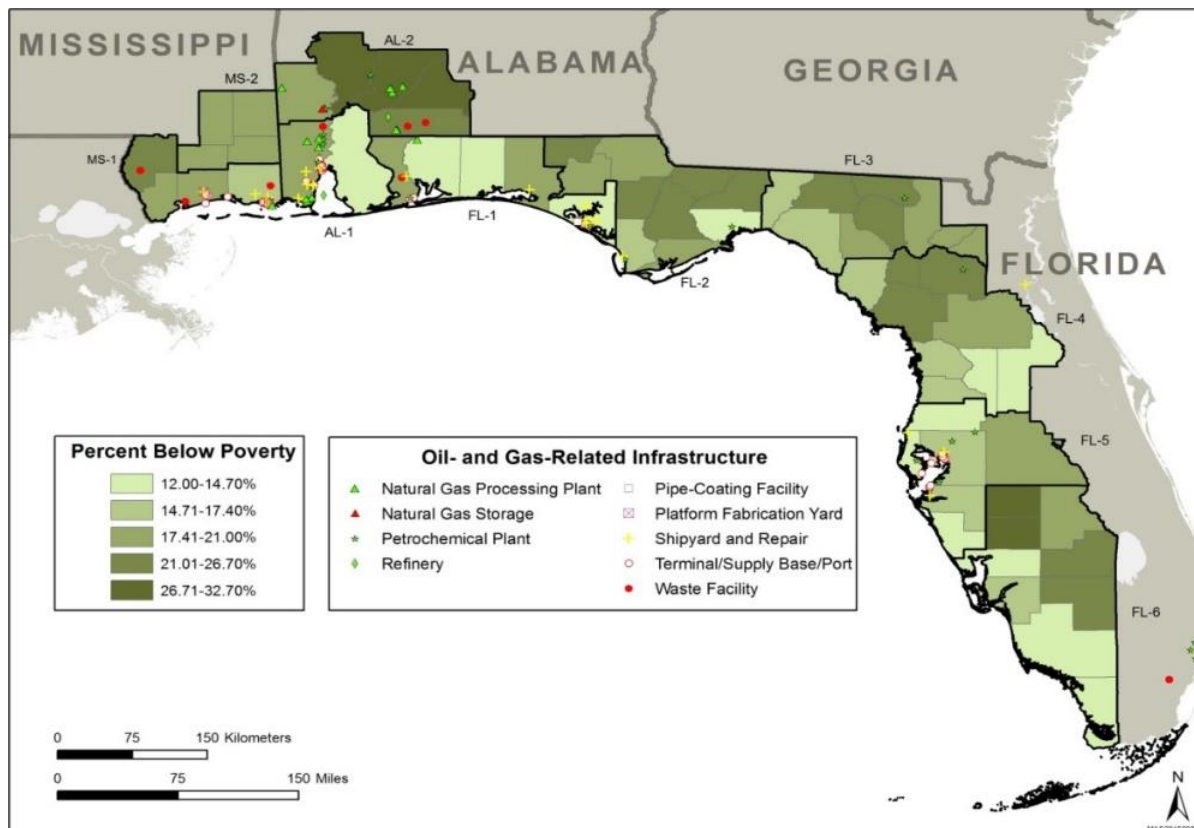 MISSISSIPPI
AL-2
ALABAMA
GEORGIA
MS-2
MS-1
FL-3
AL-1
FL-1
FL-2
FLORIDA
FL-4
FL-5
FL-6
Percent Below Poverty
12.00-14.70%
14.71-17.40%
17.41-21.00%
21.01-26.70%
26.71-32.70%
Oil- and Gas-Related Infrastructure
Natural Gas Processing Plant
Natural Gas Storage
Petrochemical Plant
Refinery
Pipe-Coating Facility
Platform Fabrication Yard
Shipyard and Repair
Terminal/Supply Base/Port
Waste Facility
0 75 150 Kilometers
0 75 150 Miles
N